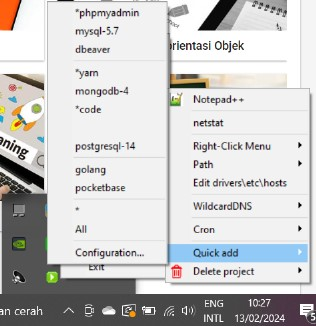 *phpmyadmin
mysql-5.7
dbeaver
*yarn
mongodb-4
*code
postgresql-14
golang
pocketbase
*
All
Configuration...
Exit
orientasi Objek
aning
Notepad++
netstat
Right-Click Menu
Path
Edit drivers\etc\hosts
WildcardDNS
Cron
Quick add
Delete project
an cerah
ENG
INTL
10:27
13/02/2024
5